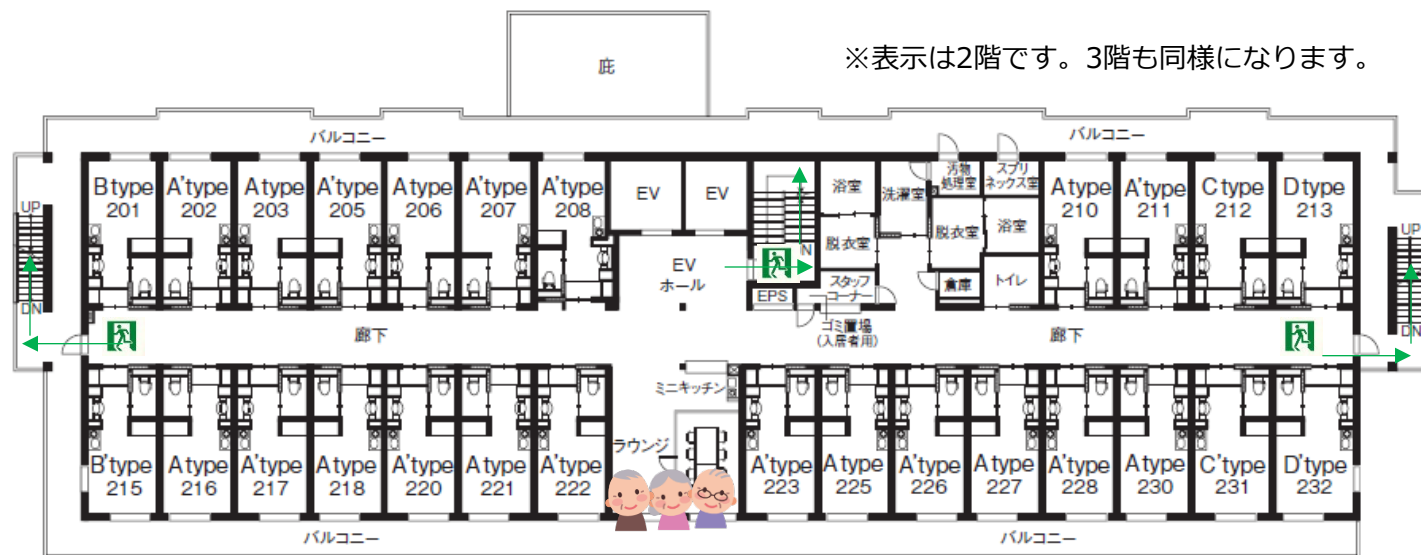 ※表示は2階です。3階も同様になります。
庇
バルコニー
バルコニー
UP
DN
B type
201
A'type
202
A type
203
A'type
205
A type
206
A'type
207
A'type
208
EV
EV
EV
ホール
N
EPS
浴室
脱衣室
スタッフ
コーナー
洗濯室
汚物
処理室
スプリ
ネックス室
脱衣室
浴室
倉庫
トイレ
A type
210
A'type
211
C type
212
D type
213
UP
DN
廊下
ゴミ置場
(入居者用)
廊下
ミニキッチン
ラウンジ
B'type
215
A type
216
A'type
217
A type
218
A'type
220
A type
221
A'type
222
A'type
223
A type
225
A'type
226
A type
227
A'type
228
A type
230
C'type
231
D'type
232
バルコニー
バルコニー